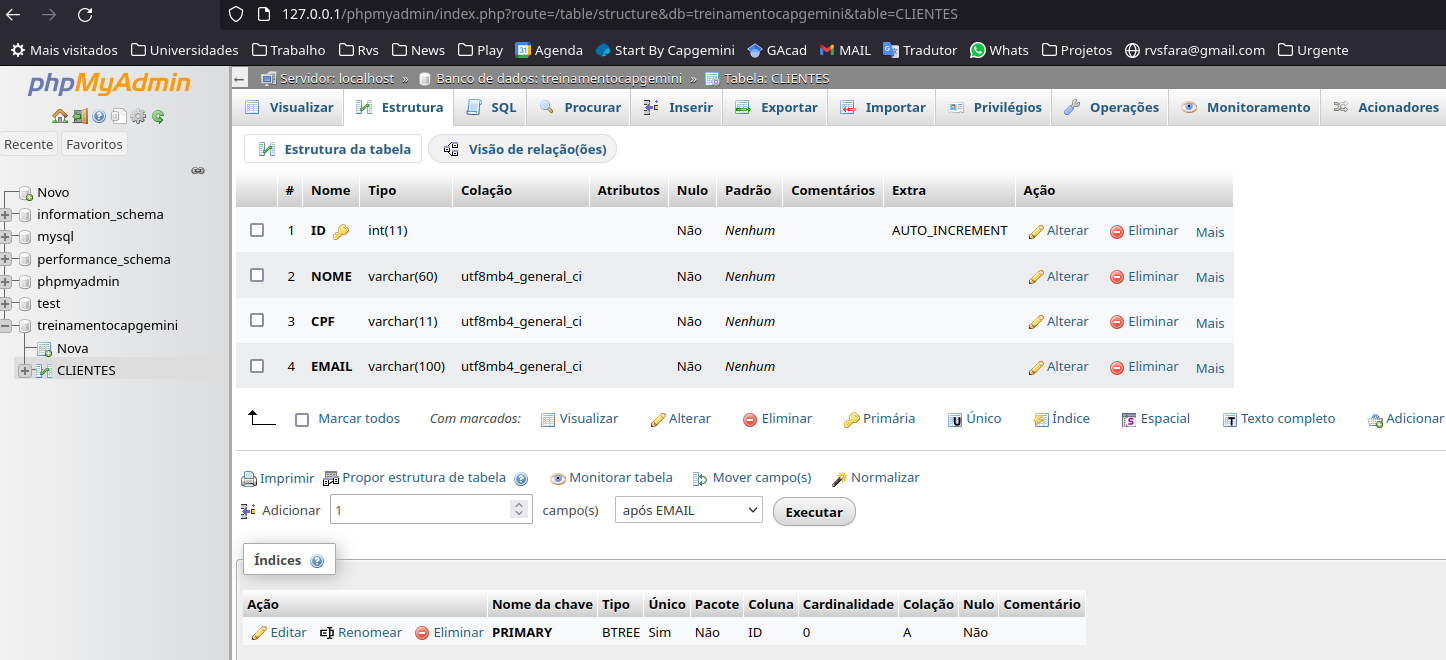 127.0.0.1/phpmyadmin/index.php?route=/table/structure&db=treinamentocapgemini&table=CLIENTES
Mais visitados Universidades Trabalho Rvs News Play 31 Agenda Start By Capgemini GAcad MAIL Tradutor Whats Projetos rvsfara@gmail.com Urgente
phpMyAdmin
Recente Favoritos
Novo
information_schema
mysql
performance_schema
phpmyadmin
test
treinamentocapgemini
Nova
CLIENTES
Servidor: localhost » Banco de dados: treinamentocapgemini » Tabela: CLIENTES
Visualizar Estrutura SQL Procurar Inserir Exportar Importar Privilégios Operações Monitoramento Acionadores
Estrutura da tabela Visão de relação(ões)
# Nome Tipo Colação Atributos Nulo Padrão Comentários Extra Ação
1 ID int(11) Não Nenhum AUTO_INCREMENT Alterar Eliminar Mais
2 NOME varchar(60) utf8mb4_general_ci Não Nenhum Alterar Eliminar Mais
3 CPF varchar(11) utf8mb4_general_ci Não Nenhum Alterar Eliminar Mais
4 EMAIL varchar(100) utf8mb4_general_ci Não Nenhum Alterar Eliminar Mais
Marcar todos Com marcados: Visualizar Alterar Eliminar Primária Único Índice Espacial Texto completo Adicionar
Imprimir Propor estrutura de tabela Monitorar tabela Mover campo(s) Normalizar
Adicionar 1 campo(s) após EMAIL Executar
Índices
Ação Nome da chave Tipo Único Pacote Coluna Cardinalidade Colação Nulo Comentário
Editar Renomear Eliminar PRIMARY BTREE Sim Não ID 0 A Não